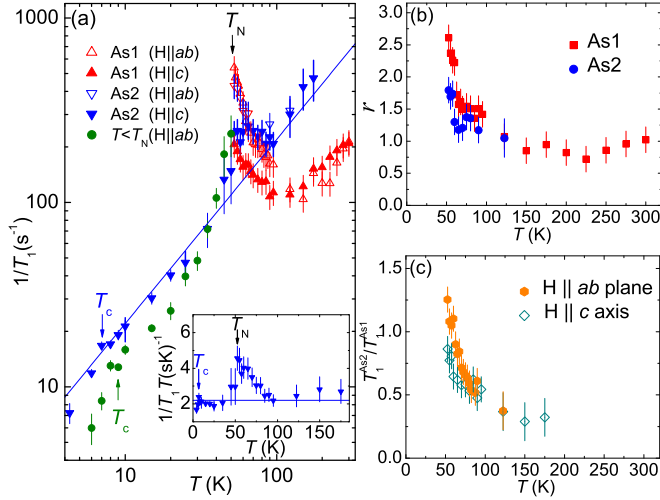 (a)
T_N
As1 (H||ab)
As1 (H||c)
As2 (H||ab)
As2 (H||c)
T<T_N(H||ab)
1000
100
10
1/T_1(s^-1)
T_c
T_c
10
100
T (K)
T_N
T_c
6
4
2
1/T_1T(sK)^-1
0
50
100
150
T (K)
(b)
As1
As2
3.0
2.5
2.0
1.5
1.0
0.5
0
r
0
50
100
150
200
250
300
T (K)
(c)
H || ab plane
H || c axis
1.5
1.0
0.5
0.0
T_1^As2/T_1^As1
0
50
100
150
200
250
300
T (K)